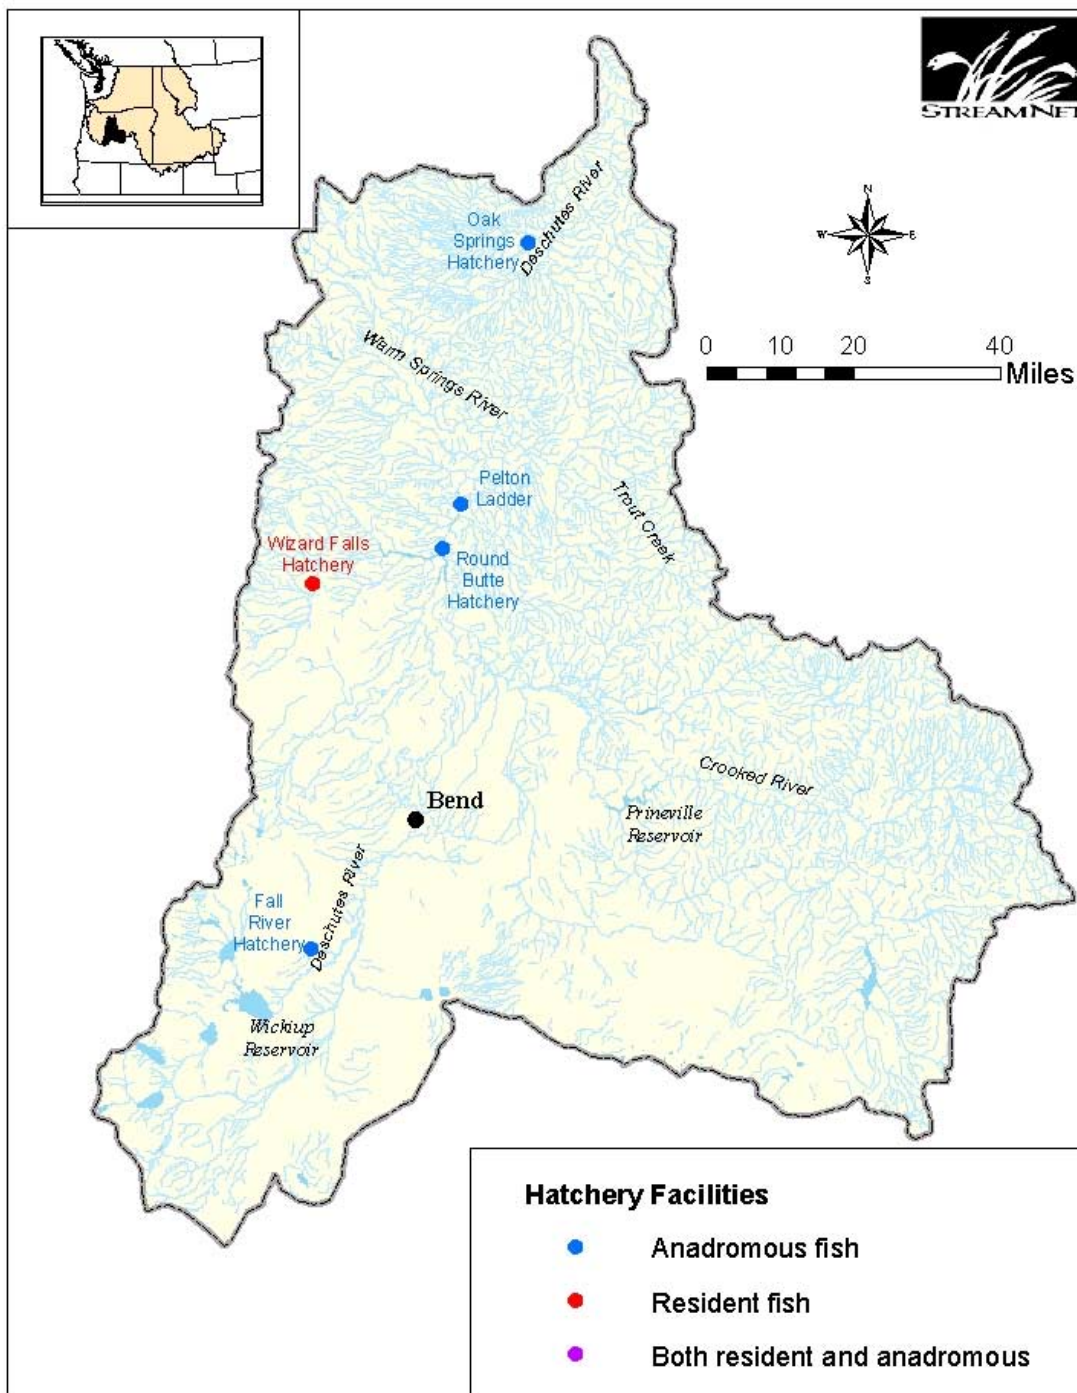 STREAMNET
N
W
E
S
Oak
Springs
Hatchery
Deschutes River
0 10 20 40
Miles
Warm Springs River
Pelton
Ladder
Trout Creek
Wizard Falls
Hatchery
Round
Butte
Hatchery
Crooked River
Bend
Prineville
Reservoir
Deschutes River
Fall
River
Hatchery
Wickiup
Reservoir
Hatchery Facilities
Anadromous fish
Resident fish
Both resident and anadromous